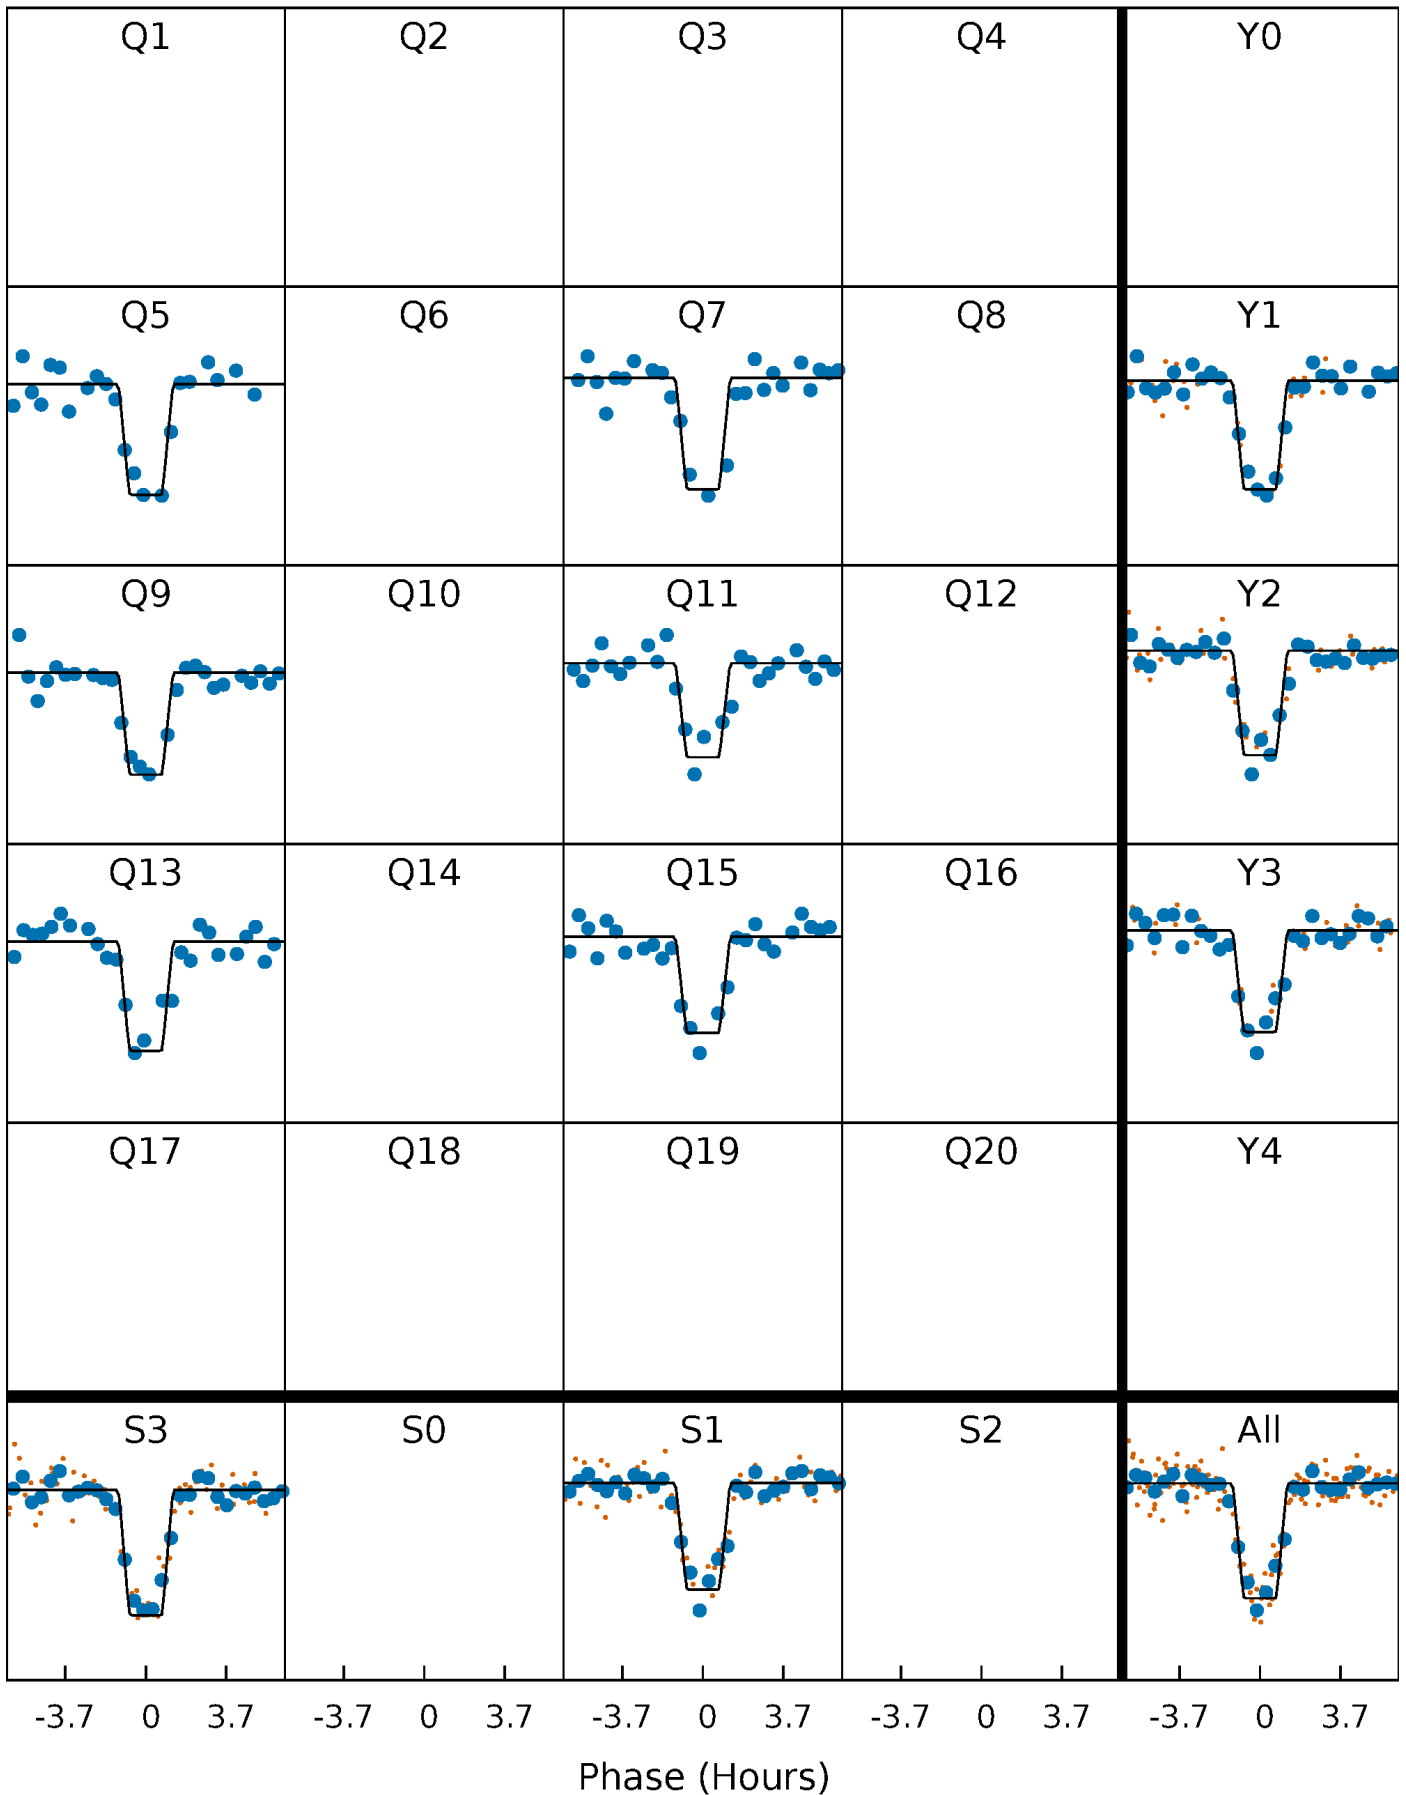 Q1 Q2 Q3 Q4 Y0
Q5 Q6 Q7 Q8 Y1
Q9 Q10 Q11 Q12 Y2
Q13 Q14 Q15 Q16 Y3
Q17 Q18 Q19 Q20 Y4
S3 S0 S1 S2 All
-3.7 0 3.7 -3.7 0 3.7 -3.7 0 3.7 -3.7 0 3.7 -3.7 0 3.7
Phase (Hours)